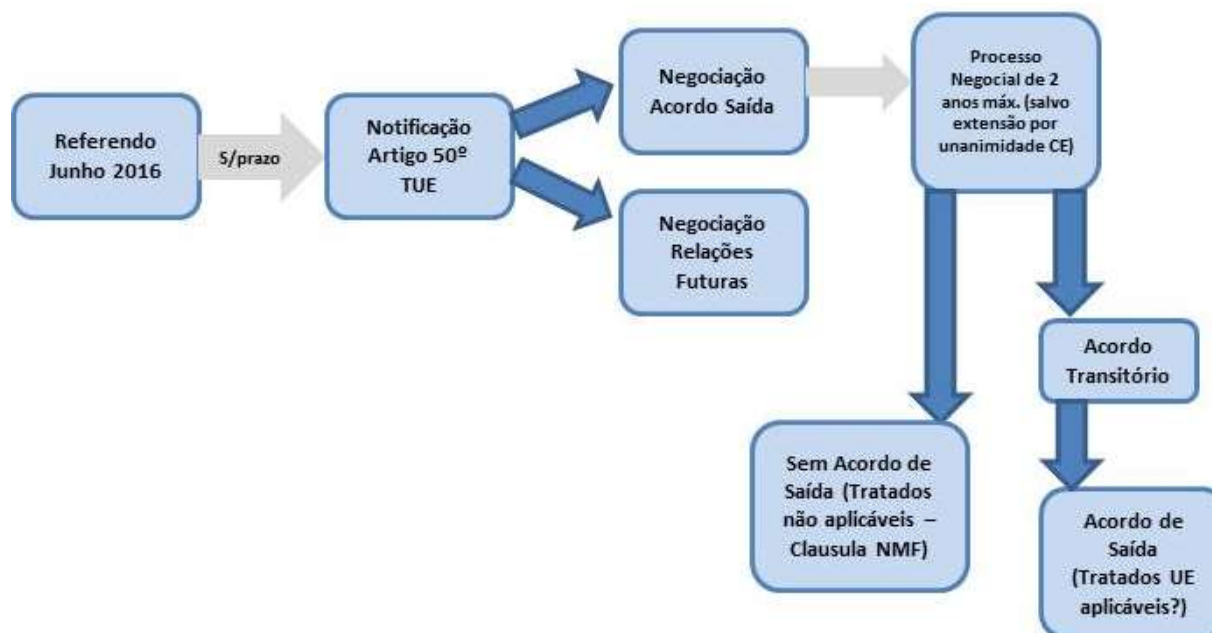 Referendo
Junho 2016
S/prazo
Notificação
Artigo 50º
TUE
Negociação
Acordo Saída
Negociação
Relações
Futuras
Processo
Negocial de 2
anos máx. (salvo
extensão por
unanimidade CE)
Sem Acordo de
Saída (Tratados
não aplicáveis –
Clausula NMF)
Acordo
Transitório
Acordo de
Saída
(Tratados UE
aplicáveis?)